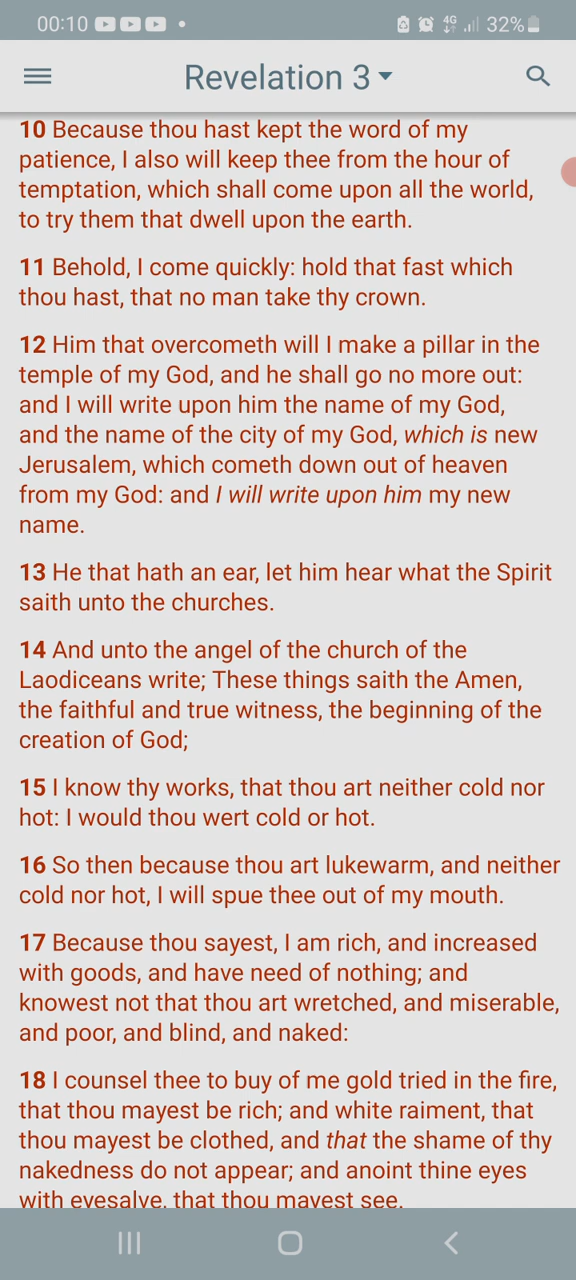 00:10 4G 32%
Revelation 3
10 Because thou hast kept the word of my
patience, I also will keep thee from the hour of
temptation, which shall come upon all the world,
to try them that dwell upon the earth.
11 Behold, I come quickly: hold that fast which
thou hast, that no man take thy crown.
12 Him that overcometh will I make a pillar in the
temple of my God, and he shall go no more out:
and I will write upon him the name of my God,
and the name of the city of my God, which is new
Jerusalem, which cometh down out of heaven
from my God: and I will write upon him my new
name.
13 He that hath an ear, let him hear what the Spirit
saith unto the churches.
14 And unto the angel of the church of the
Laodiceans write; These things saith the Amen,
the faithful and true witness, the beginning of the
creation of God;
15 I know thy works, that thou art neither cold nor
hot: I would thou wert cold or hot.
16 So then because thou art lukewarm, and neither
cold nor hot, I will spue thee out of my mouth.
17 Because thou sayest, I am rich, and increased
with goods, and have need of nothing; and
knowest not that thou art wretched, and miserable,
and poor, and blind, and naked:
18 I counsel thee to buy of me gold tried in the fire,
that thou mayest be rich; and white raiment, that
thou mayest be clothed, and that the shame of thy
nakedness do not appear; and anoint thine eyes
with eyesalve, that thou mayest see.